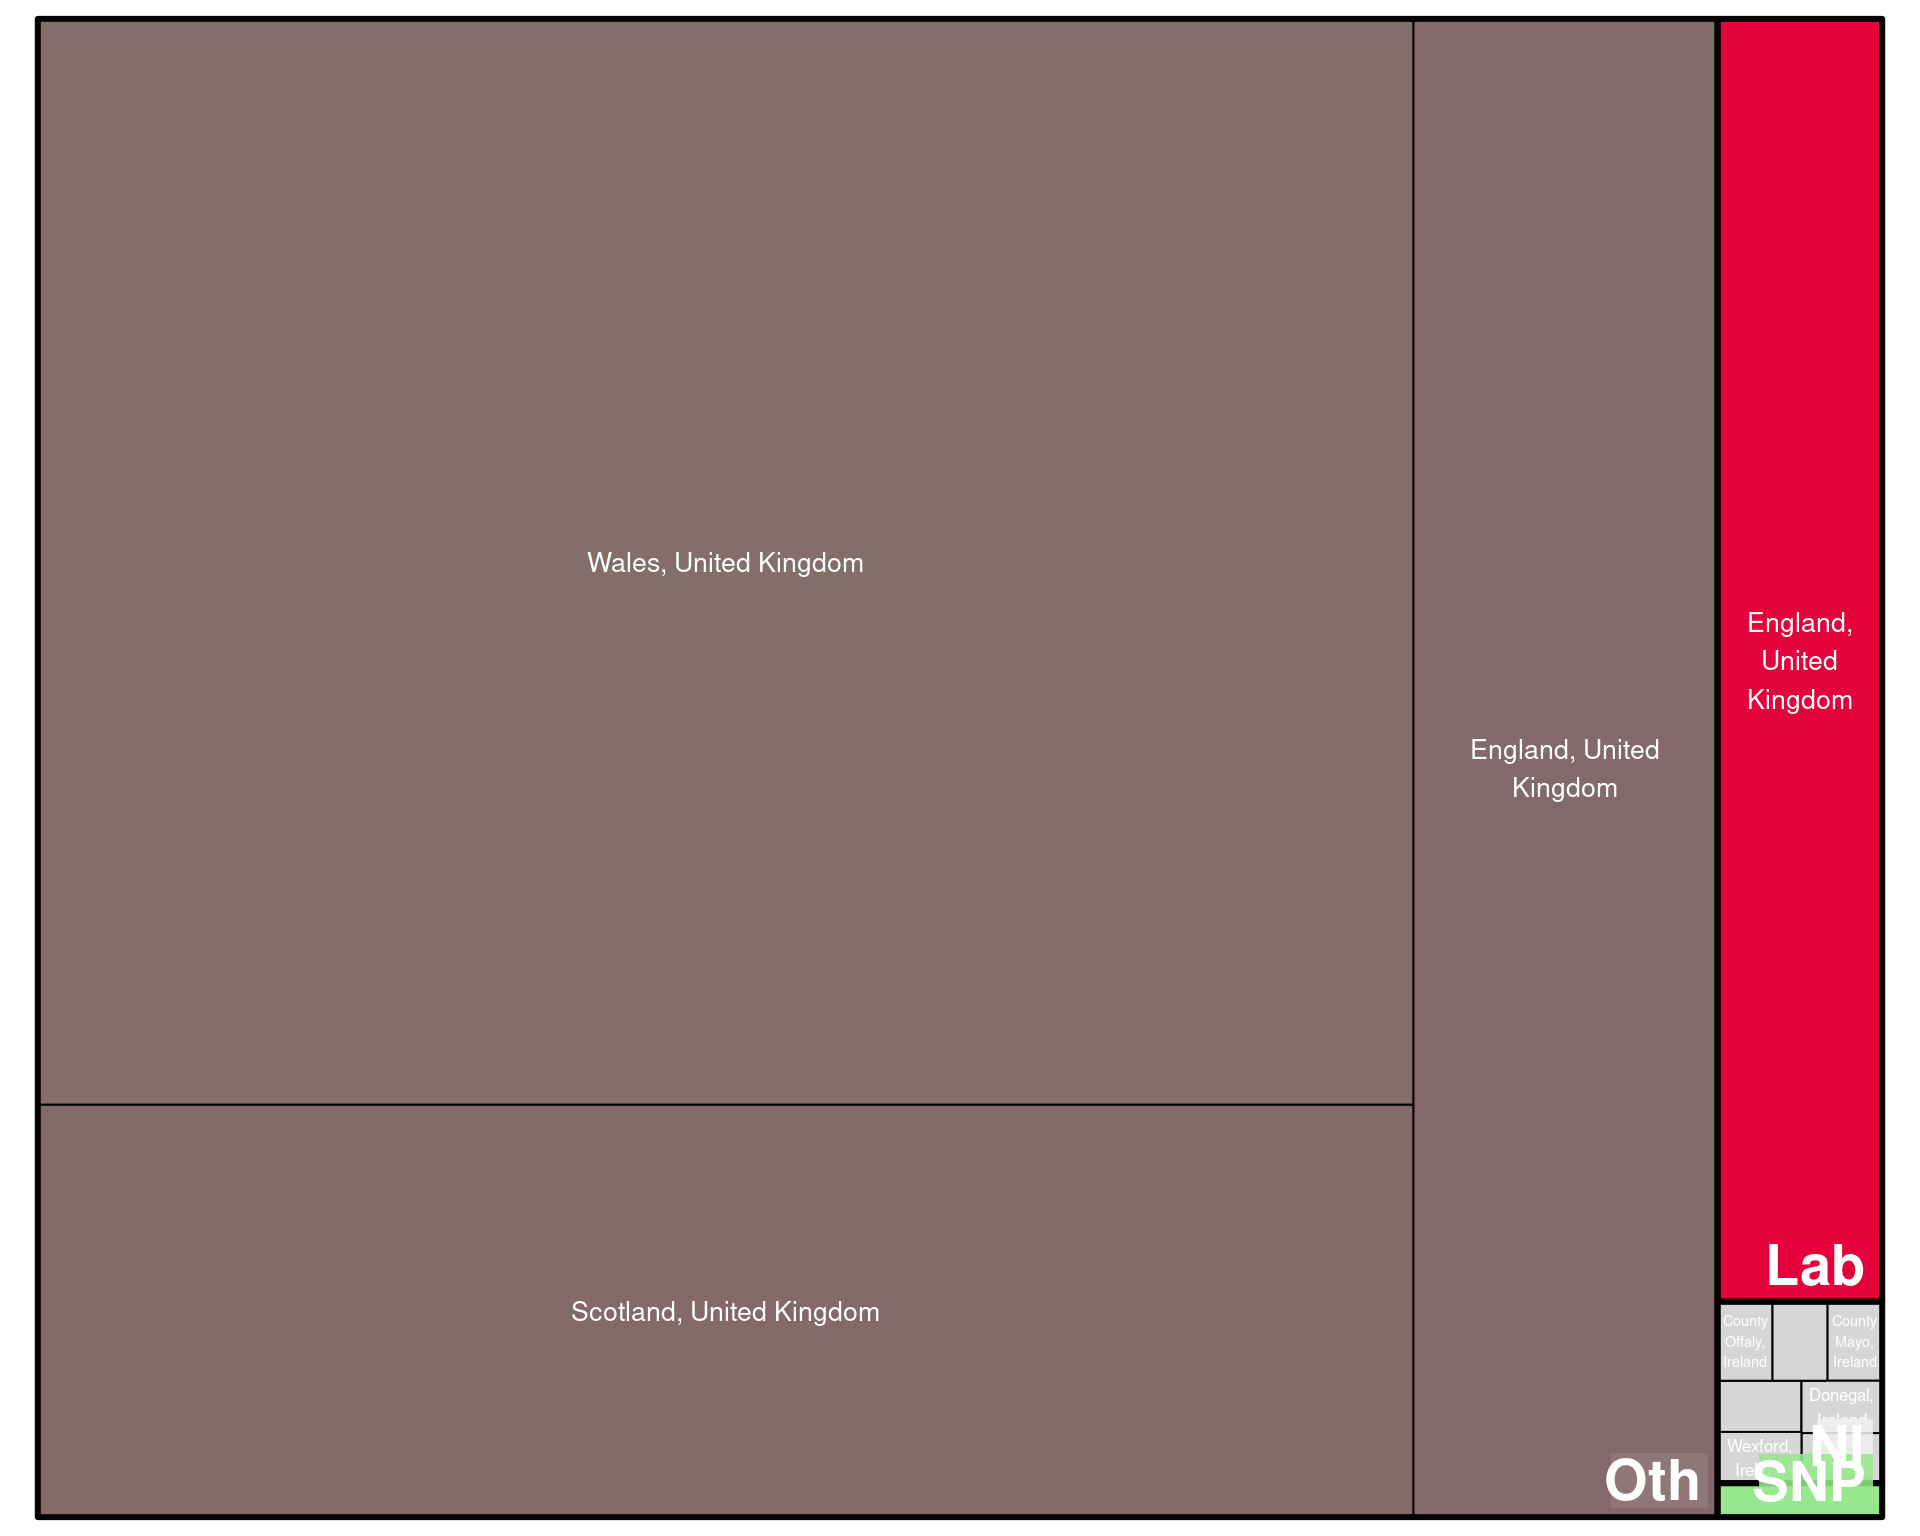 Wales, United Kingdom
Scotland, United Kingdom
England, United
Kingdom
Oth
England,
United
Kingdom
Lab
County
Offaly,
Ireland
County
Mayo,
Ireland
Donegal,
Ireland
Wexford,
NI
SNP